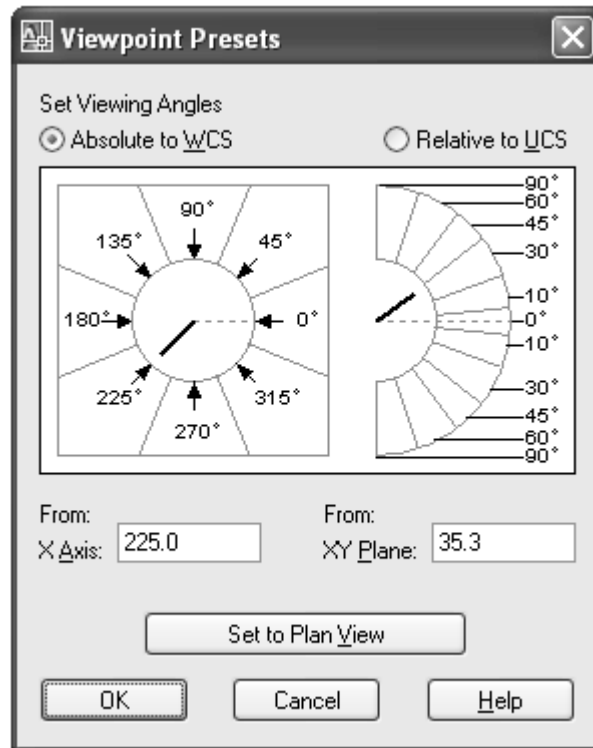 Viewpoint Presets
Set Viewing Angles
Absolute to WCS
Relative to UCS
90°
135°
45°
180°
0°
225°
315°
270°
90°
60°
45°
30°
10°
0°
10°
30°
45°
60°
90°
From:
X Axis: 225.0
From:
XY Plane: 35.3
Set to Plan View
OK
Cancel
Help